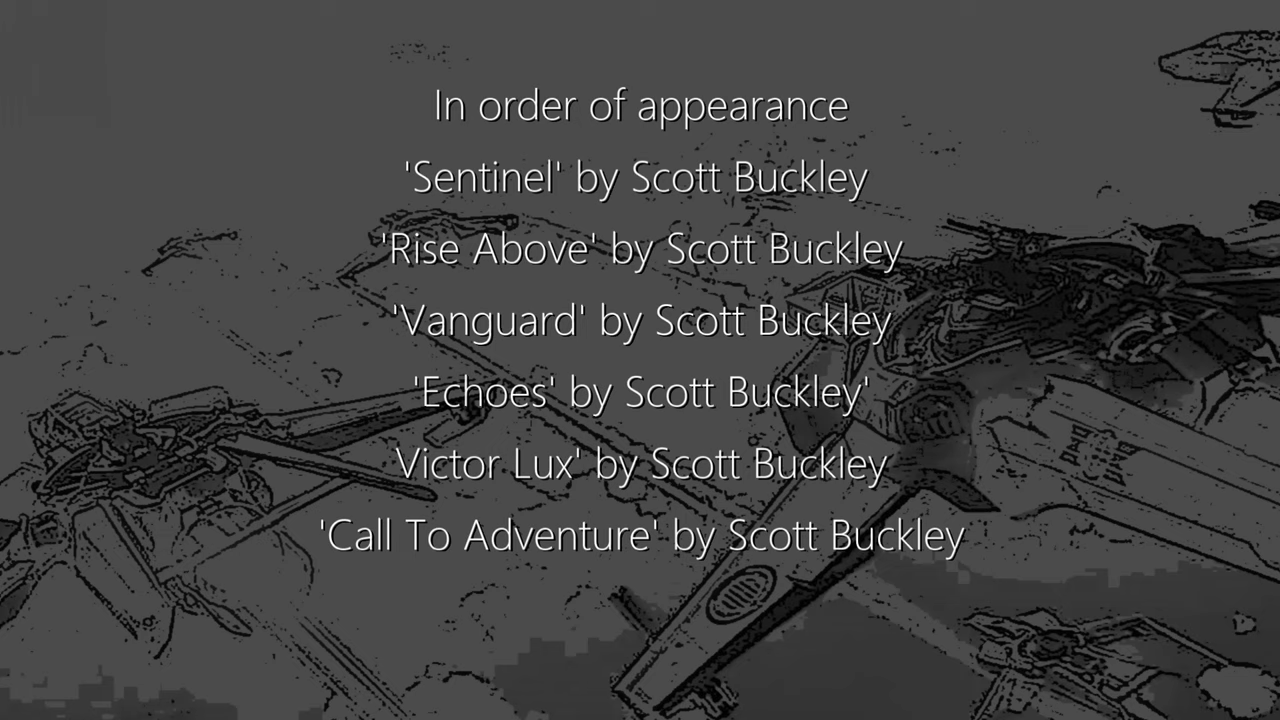 In order of appearance
'Sentinel' by Scott Buckley
'Rise Above' by Scott Buckley
'Vanguard' by Scott Buckley
'Echoes' by Scott Buckley'
Victor Lux' by Scott Buckley
'Call To Adventure' by Scott Buckley